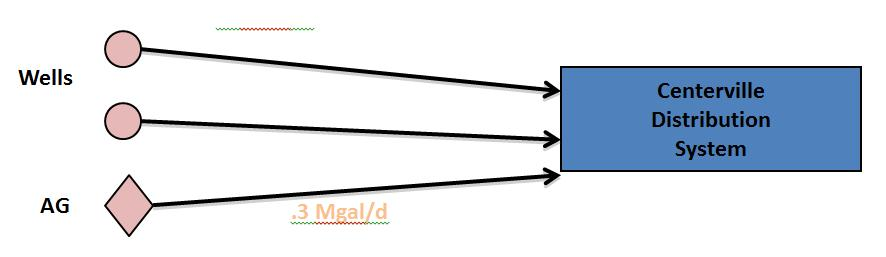 Wells
Centerville
Distribution
System
AG
.3 Mgal/d